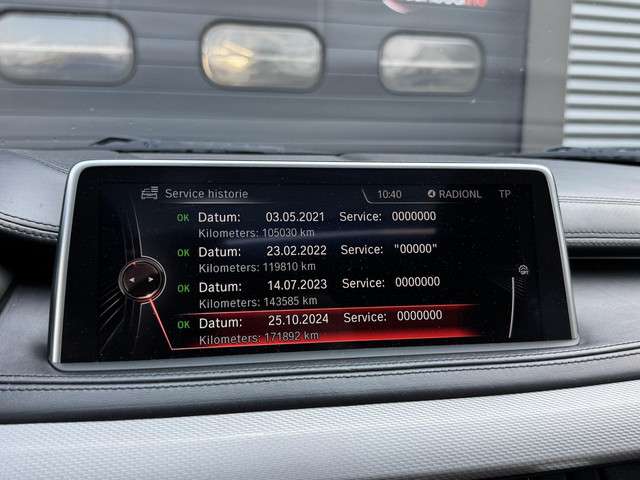 Service historie 10:40 RADIONL TP
OK Datum: 03.05.2021 Service: 0000000
Kilometers: 105030 km
OK Datum: 23.02.2022 Service: "00000"
Kilometers: 119810 km
OK Datum: 14.07.2023 Service: 0000000
Kilometers: 143585 km
OK Datum: 25.10.2024 Service: 0000000
Kilometers: 171892 km